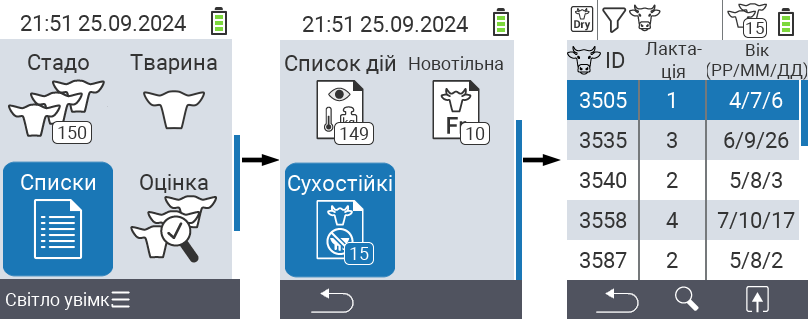 21:51 25.09.2024
Стадо
Тварина
150
Списки
Оцінка
Світло увімк.
21:51 25.09.2024
Список дій
Новотільна
149
Fr
10
Сухостійкі
15
Dry
15
ID
Лакта-
ція
Вік
(РР/ММ/ДД)
3505 1 4/7/6
3535 3 6/9/26
3540 2 5/8/3
3558 4 7/10/17
3587 2 5/8/2